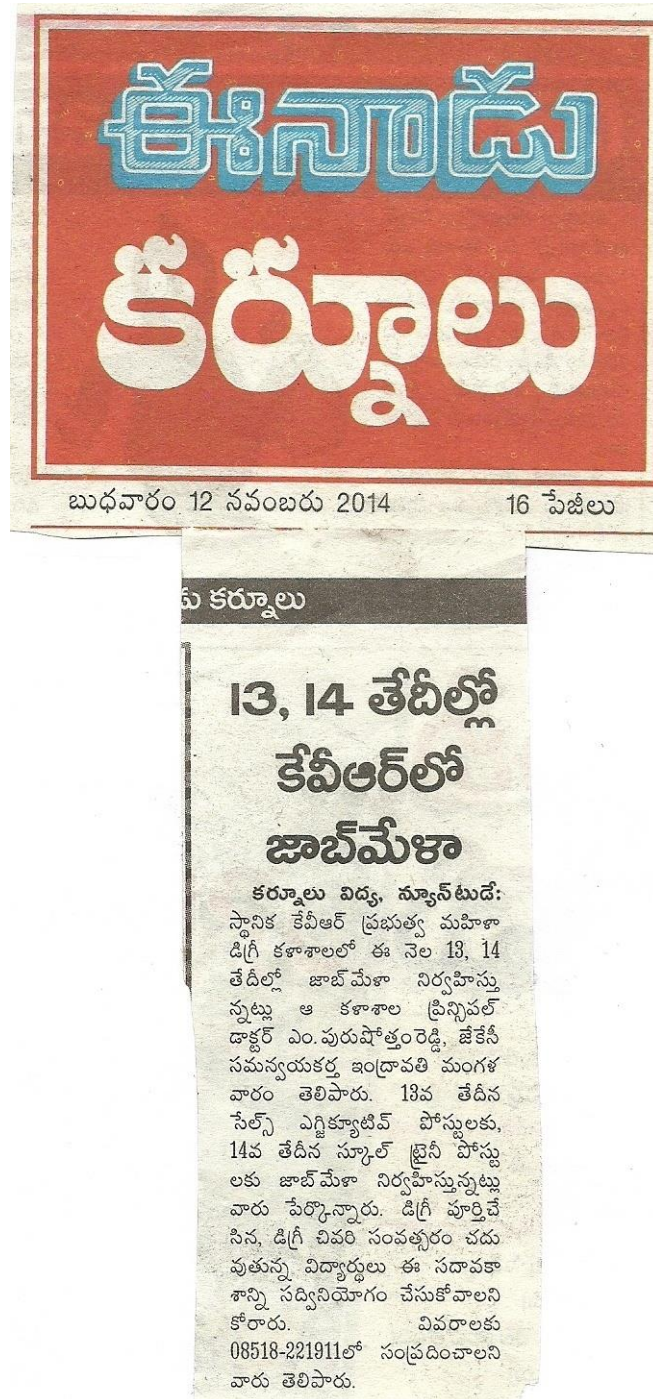 ఈనాడు
కర్నూలు
బుధవారం 12 నవంబరు 2014 16 పేజీలు
కర్నూలు
13, 14 తేదీల్లో
కేవీఆర్‌లో
జాబ్‌మేళా
కర్నూలు విద్య, న్యూస్‌టుడే:
స్థానిక కేవీఆర్ ప్రభుత్వ మహిళా
డిగ్రీ కళాశాలలో ఈ నెల 13, 14
తేదీల్లో జాబ్‌మేళా నిర్వహిస్తు
న్నట్లు ఆ కళాశాల ప్రిన్సిపల్
డాక్టర్ ఎం.పురుషోత్తంరెడ్డి, జేకేసీ
సమన్వయకర్త ఇంద్రావతి మంగళ
వారం తెలిపారు. 13వ తేదీన
సేల్స్ ఎగ్జిక్యూటివ్ పోస్టులకు,
14వ తేదీన స్కూల్ ట్రైనీ పోస్టు
లకు జాబ్‌మేళా నిర్వహిస్తున్నట్లు
వారు పేర్కొన్నారు. డిగ్రీ పూర్తిచే
సిన, డిగ్రీ చివరి సంవత్సరం చదు
వుతున్న విద్యార్థులు ఈ సదావకా
శాన్ని సద్వినియోగం చేసుకోవాలని
కోరారు. వివరాలకు
08518-221911లో సంప్రదించాలని
వారు తెలిపారు.